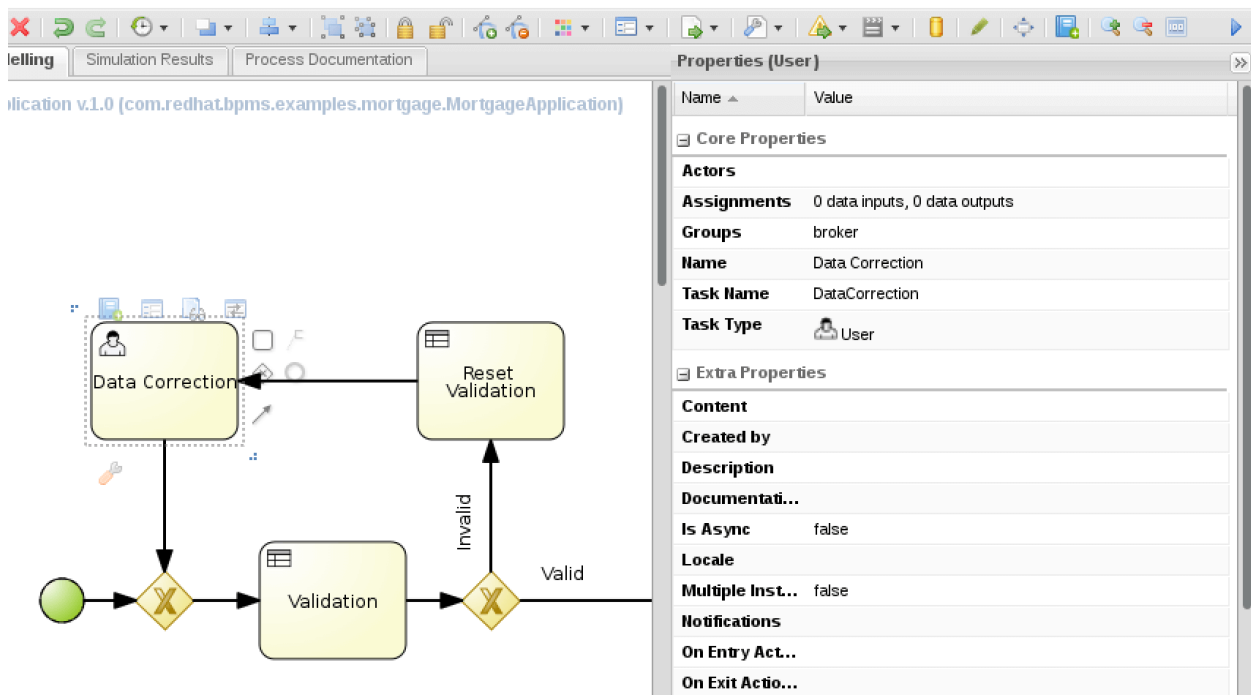 elling Simulation Results Process Documentation
plication v.1.0 (com.redhat.bpms.examples.mortgage.MortgageApplication)
Data Correction
Reset
Validation
Invalid
Validation
Valid
Properties (User)
Name Value
Core Properties
Actors
Assignments 0 data inputs, 0 data outputs
Groups broker
Name Data Correction
Task Name DataCorrection
Task Type User
Extra Properties
Content
Created by
Description
Documentati...
Is Async false
Locale
Multiple Inst... false
Notifications
On Entry Act...
On Exit Actio...